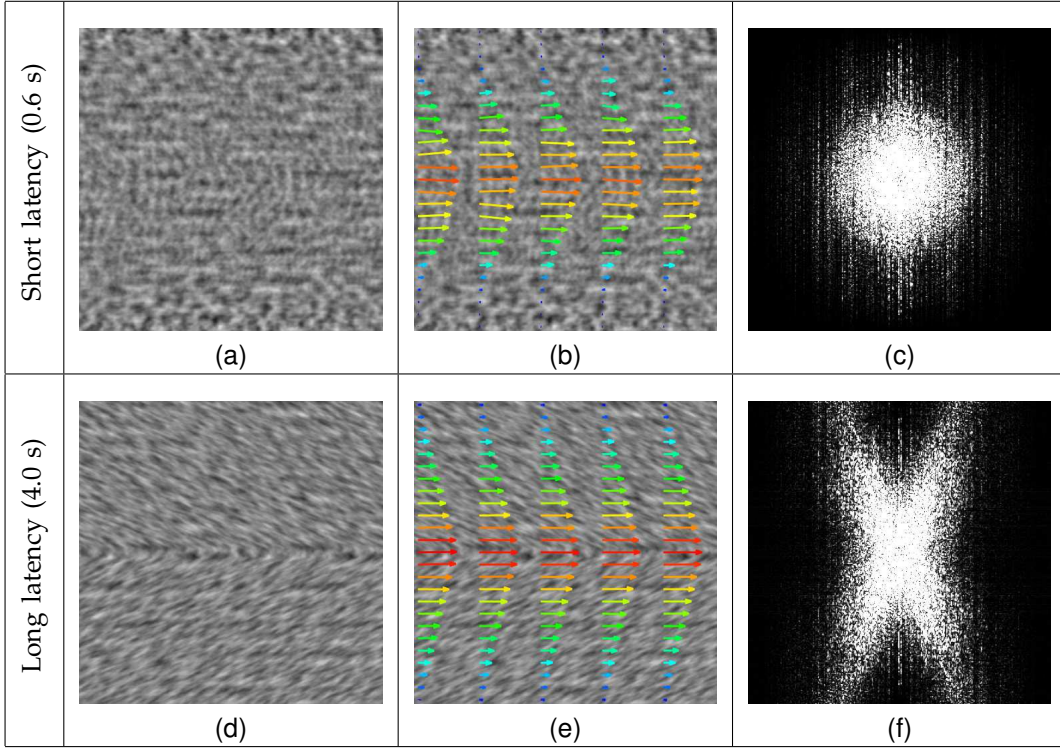 Short latency (0.6 s)
(a)
(b)
(c)
Long latency (4.0 s)
(d)
(e)
(f)